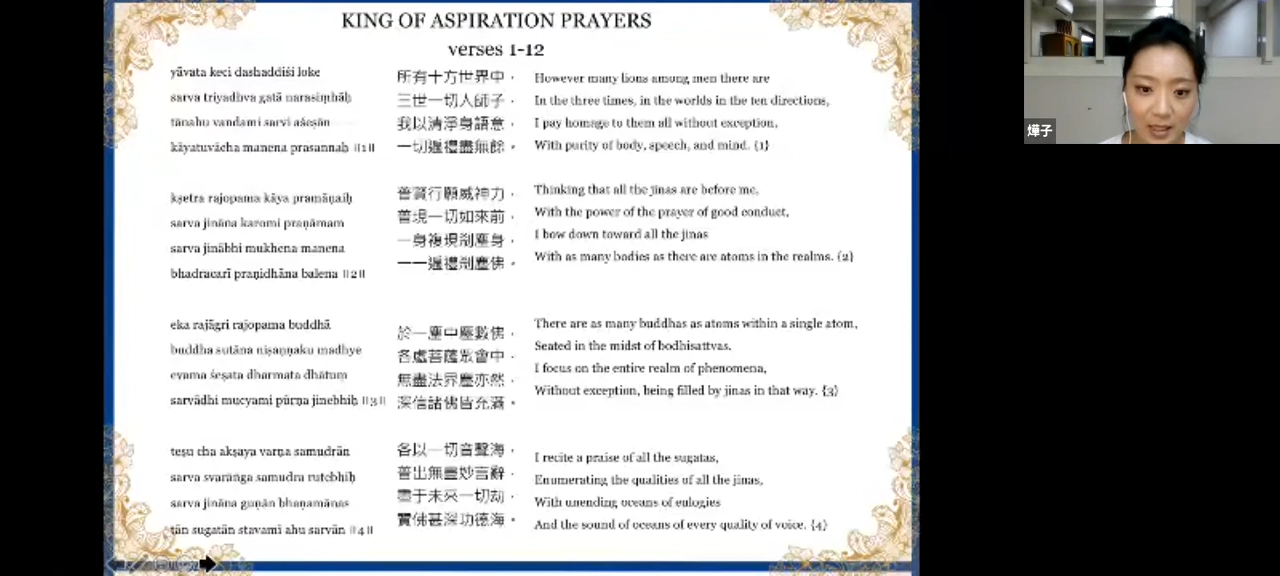 KING OF ASPIRATION PRAYERS
verses 1-12
yāvata keci dashaddiśi loke
sarva triyadhva gatā narasiṃhāḥ
tānahu vandami sarvi aśeṣān
kāyatuvācha manena prasannaḥ ॥1॥
所有十方世界中，
三世一切人師子，
我以清淨身語意，
一切遍禮盡無餘。
However many lions among men there are
In the three times, in the worlds in the ten directions,
I pay homage to them all without exception,
With purity of body, speech, and mind. {1}
kṣetra rajopama kāya pramāṇaiḥ
sarva jināna karomi praṇāmam
sarva jinābhi mukhena manena
bhadracarī praṇidhāna balena ॥2॥
普賢行願威神力，
普現一切如來前，
一身複現剎塵身，
一一遍禮剎塵佛。
Thinking that all the jinas are before me,
With the power of the prayer of good conduct,
I bow down toward all the jinas
With as many bodies as there are atoms in the realms. {2}
eka rajāgri rajopama buddhā
buddha sutāna niṣaṇṇaku madhye
evama śeṣata dharmata dhātum
sarvādhi mucyami pūrṇa jinebhiḥ ॥3॥
於一塵中塵數佛，
各處菩薩眾會中，
無盡法界塵亦然，
深信諸佛皆充滿。
There are as many buddhas as atoms within a single atom,
Seated in the midst of bodhisattvas.
I focus on the entire realm of phenomena,
Without exception, being filled by jinas in that way. {3}
teṣu cha akṣaya varṇa samudrān
sarva svarāṅga samudra rutebhiḥ
sarva jināna guṇān bhaṇamānas
tān sugatān stavamī ahu sarvān ॥4॥
各以一切音聲海，
普出無盡妙言辭，
盡于未來一切劫，
贊佛甚深功德海。
I recite a praise of all the sugatas,
Enumerating the qualities of all the jinas,
With unending oceans of eulogies
And the sound of oceans of every quality of voice. {4}
燁子